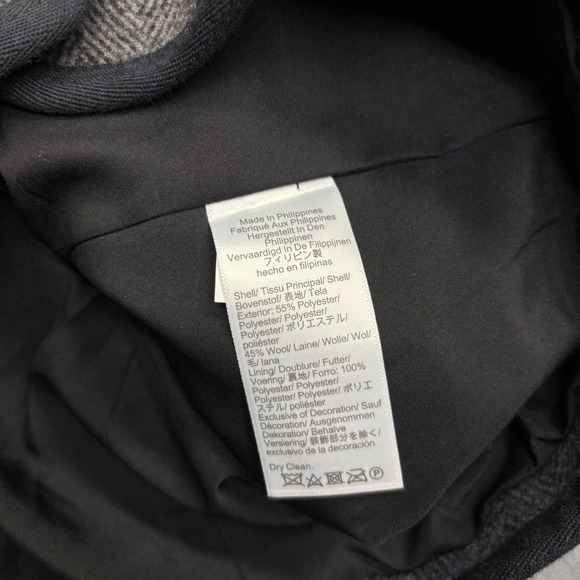 Made In Philippines
Fabriqué Aux Philippines
Hergestellt In Den
Philippinen
Vervaardigd In De Filippijnen
フィリピン製
hecho en filipinas
Shell/ Tissu Principal/ Shell/
Bovenstof/ 表地/ Tela
Exterior: 55% Polyester/
Polyester/ Polyester/
Polyester/ ポリエステル/
poliéster
45% Wool/ Laine/ Wolle/ Wol/
毛/ lana
Lining/ Doublure/ Futter/
Voering/ 裏地/ Forro: 100%
Polyester/ Polyester/
Polyester/ Polyester/ ポリエ
ステル/ poliéster
Exclusive of Decoration/ Sauf
Décoration/ Ausgenommen
Dekoration/ Behalve
Versiering/ 装飾部分を除く/
exclusivo de la decoración
Dry Clean.
P